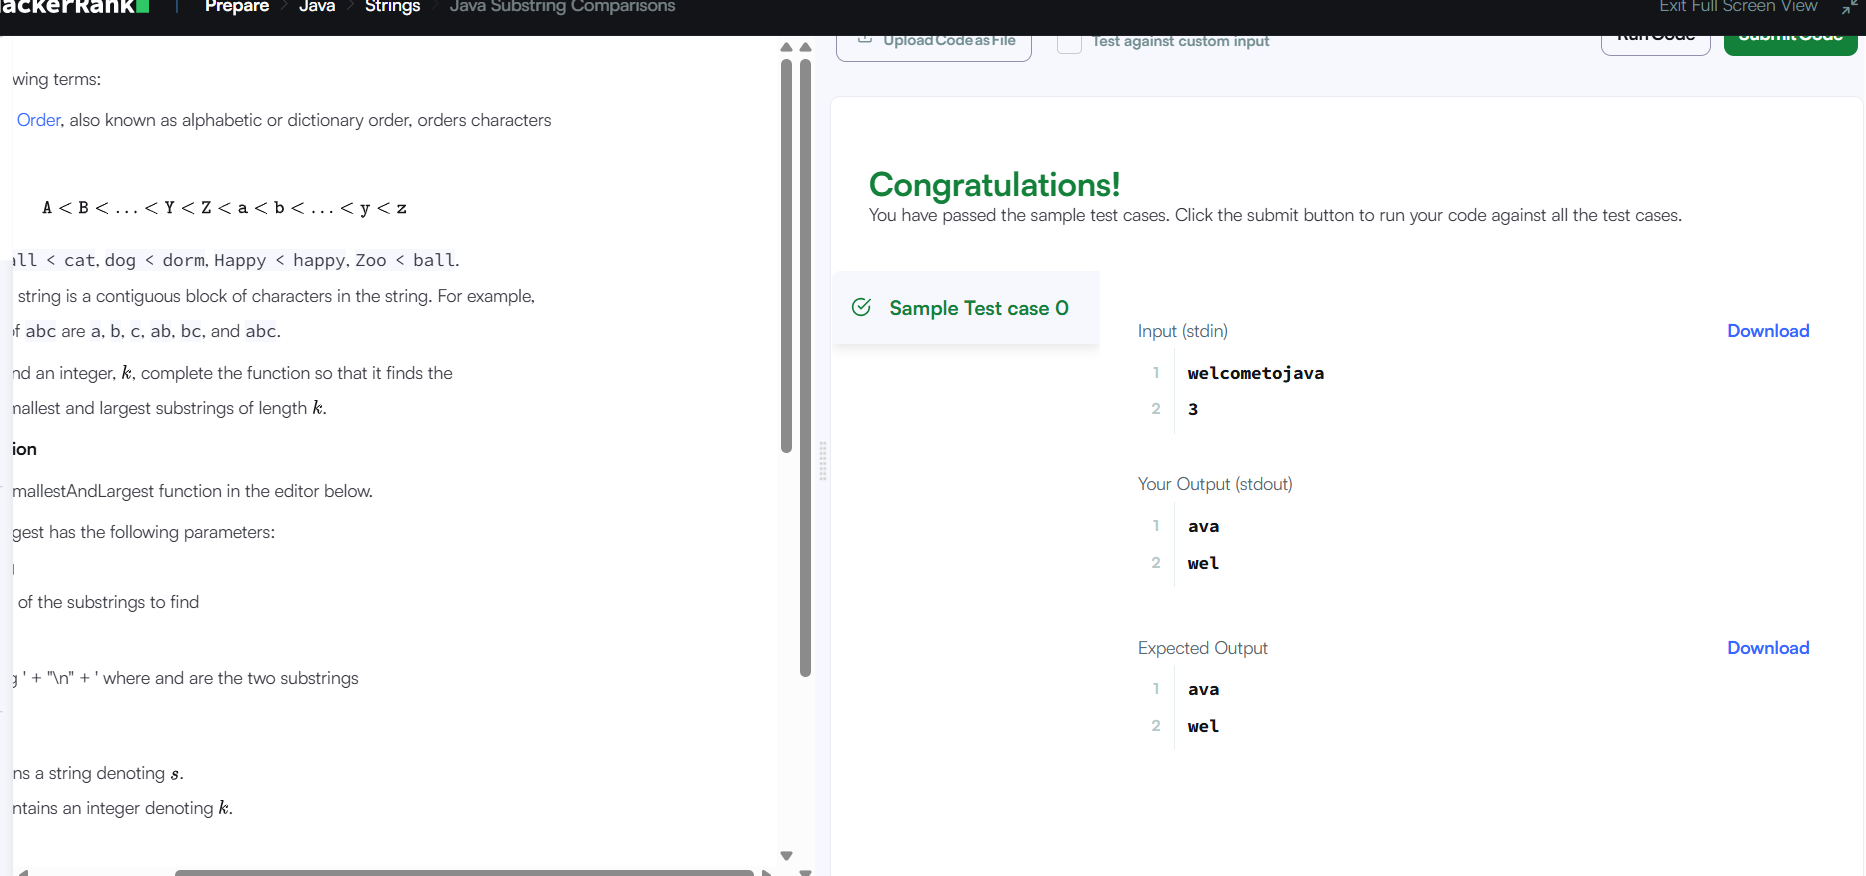 Prepare Java Strings Java Substring Comparisons
Exit Full Screen View
wing terms:
Order, also known as alphabetic or dictionary order, orders characters
A < B < ... < Y < Z < a < b < ... < y < z
all < cat, dog < dorm, Happy < happy, Zoo < ball.
string is a contiguous block of characters in the string. For example,
of abc are a, b, c, ab, bc, and abc.
nd an integer, k, complete the function so that it finds the
mallest and largest substrings of length k.
ion
mallestAndLargest function in the editor below.
gest has the following parameters:
of the substrings to find
g ' + "\n" + ' where and are the two substrings
ns a string denoting s.
ntains an integer denoting k.
Upload Code as File
Test against custom input
Run Code
Submit Code
Congratulations!
You have passed the sample test cases. Click the submit button to run your code against all the test cases.
Sample Test case 0
Input (stdin)
Download
1 welcometojava
2 3
Your Output (stdout)
1 ava
2 wel
Expected Output
Download
1 ava
2 wel